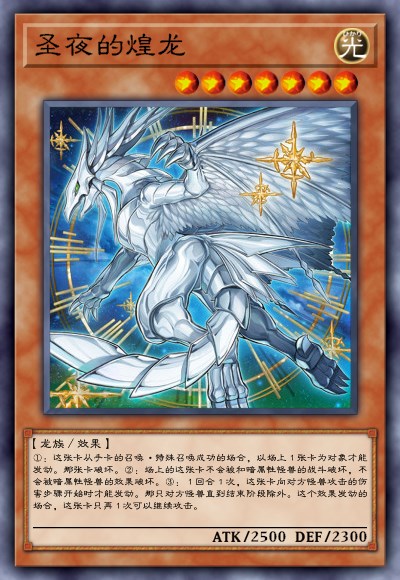 圣夜的煌龙
光
【龙族／效果】
①：这张卡从手卡的召唤·特殊召唤成功的场合，以场上1张卡为对象才能
发动。那张卡破坏。②：场上的这张卡不会被和暗属性怪兽的战斗破坏，不
会被暗属性怪兽的效果破坏。③：1回合1次，这张卡向对方怪兽攻击的伤
害步骤开始时才能发动。那只对方怪兽直到结束阶段除外。这个效果发动的
场合，这张卡只再1次可以继续攻击。
ATK/2500 DEF/2300